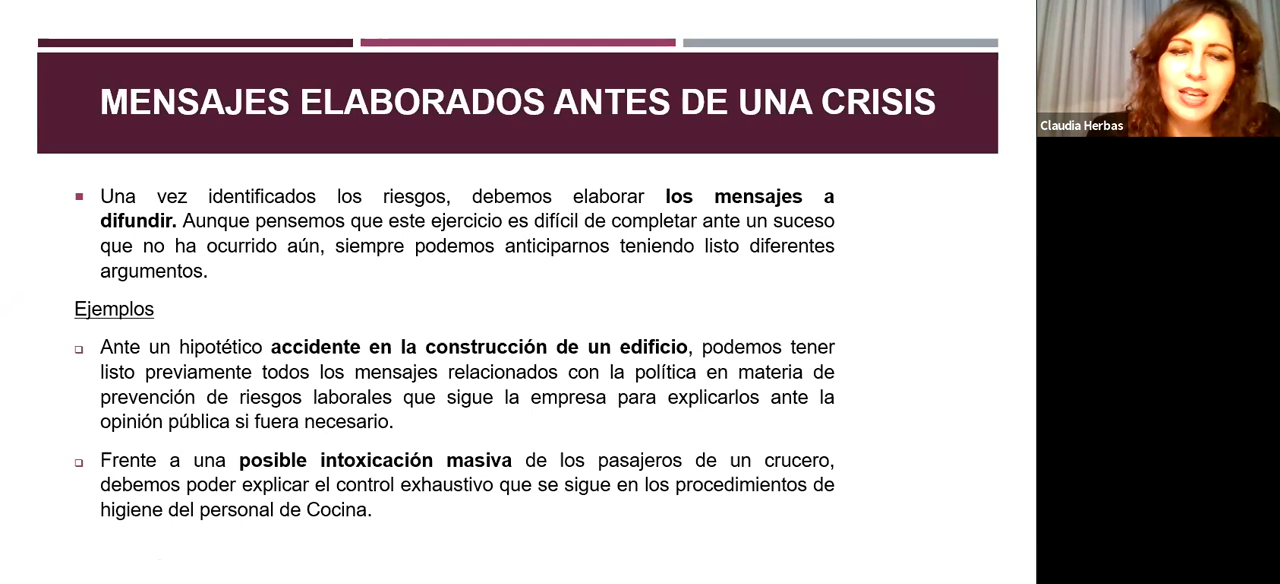 MENSAJES ELABORADOS ANTES DE UNA CRISIS
Una vez identificados los riesgos, debemos elaborar los mensajes a
difundir. Aunque pensemos que este ejercicio es difícil de completar ante un suceso
que no ha ocurrido aún, siempre podemos anticiparnos teniendo listo diferentes
argumentos.
Ejemplos
Ante un hipotético accidente en la construcción de un edificio, podemos tener
listo previamente todos los mensajes relacionados con la política en materia de
prevención de riesgos laborales que sigue la empresa para explicarlos ante la
opinión pública si fuera necesario.
Frente a una posible intoxicación masiva de los pasajeros de un crucero,
debemos poder explicar el control exhaustivo que se sigue en los procedimientos de
higiene del personal de Cocina.
Claudia Herbas